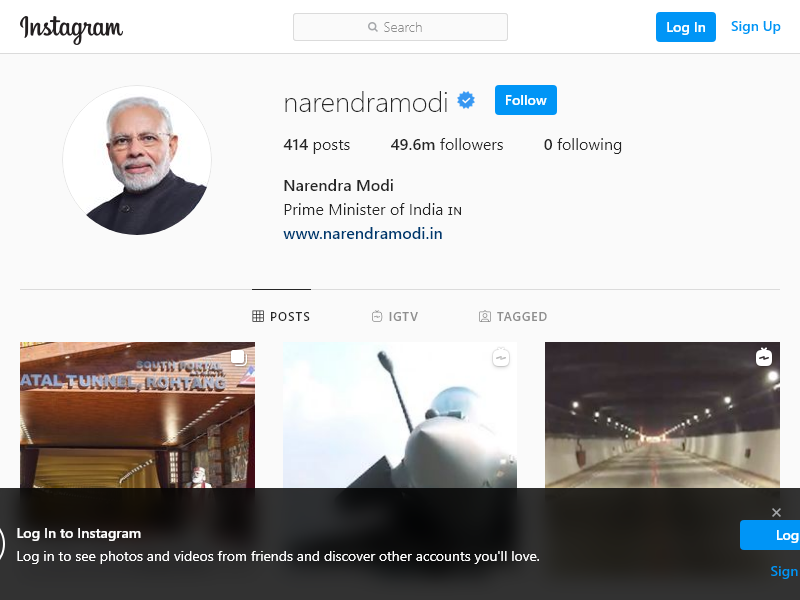 Instagram
Search
Log In
Sign Up
narendramodi
Follow
414 posts
49.6m followers
0 following
Narendra Modi
Prime Minister of India IN
www.narendramodi.in
POSTS
IGTV
TAGGED
SOUTH PORTAL
ATAL TUNNEL, ROHTANG
Log In to Instagram
Log in to see photos and videos from friends and discover other accounts you'll love.
Log
Sign